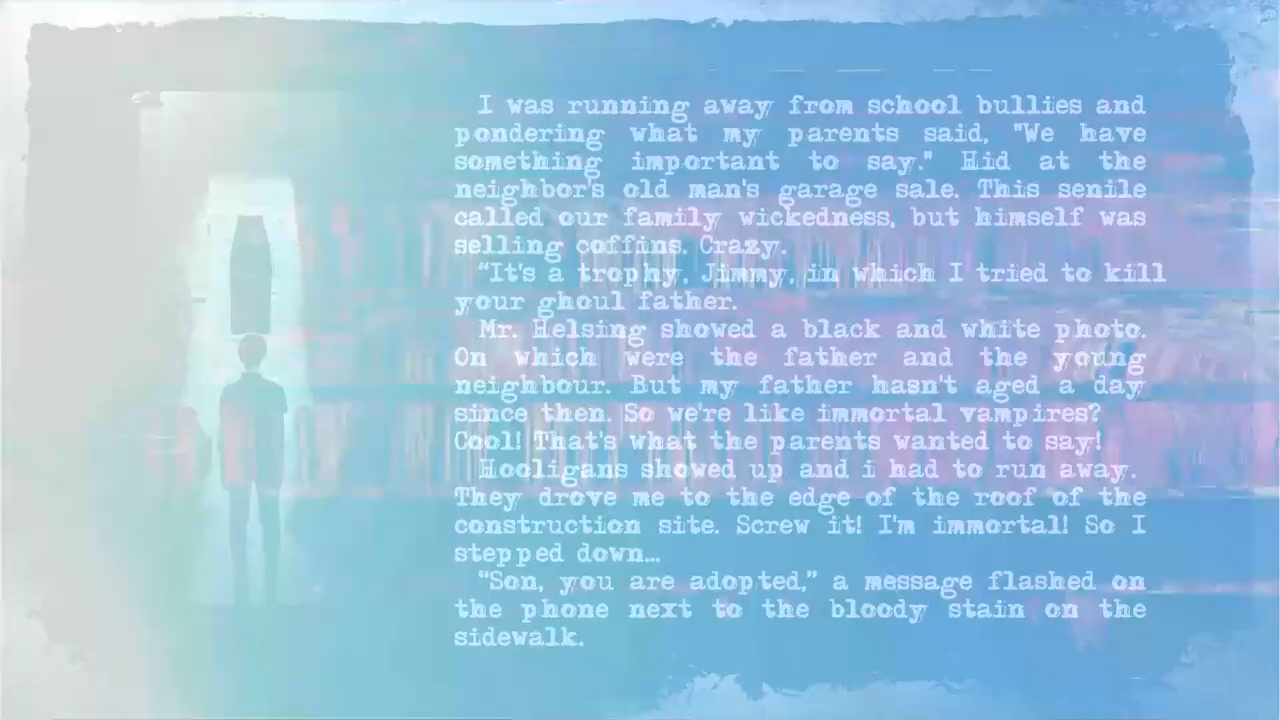 I was running away from school bullies and
pondering what my parents said, "We have
something important to say." Hid at the
neighbor's old man's garage sale. This senile
called our family wickedness, but himself was
selling coffins. Crazy.
"It's a trophy, Jimmy, in which I tried to kill
your ghoul father.
Mr. Helsing showed a black and white photo.
On which were the father and the young
neighbour. But my father hasn't aged a day
since then. So we're like immortal vampires?
Cool! That's what the parents wanted to say!
Hooligans showed up and i had to run away.
They drove me to the edge of the roof of the
construction site. Screw it! I'm immortal! So I
stepped down...
"Son, you are adopted," a message flashed on
the phone next to the bloody stain on the
sidewalk.